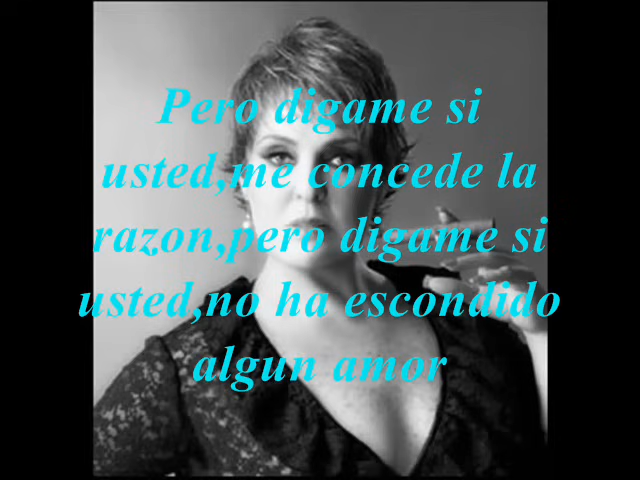 Pero digame si
usted,me concede la
razon,pero digame si
usted,no ha escondido
algun amor